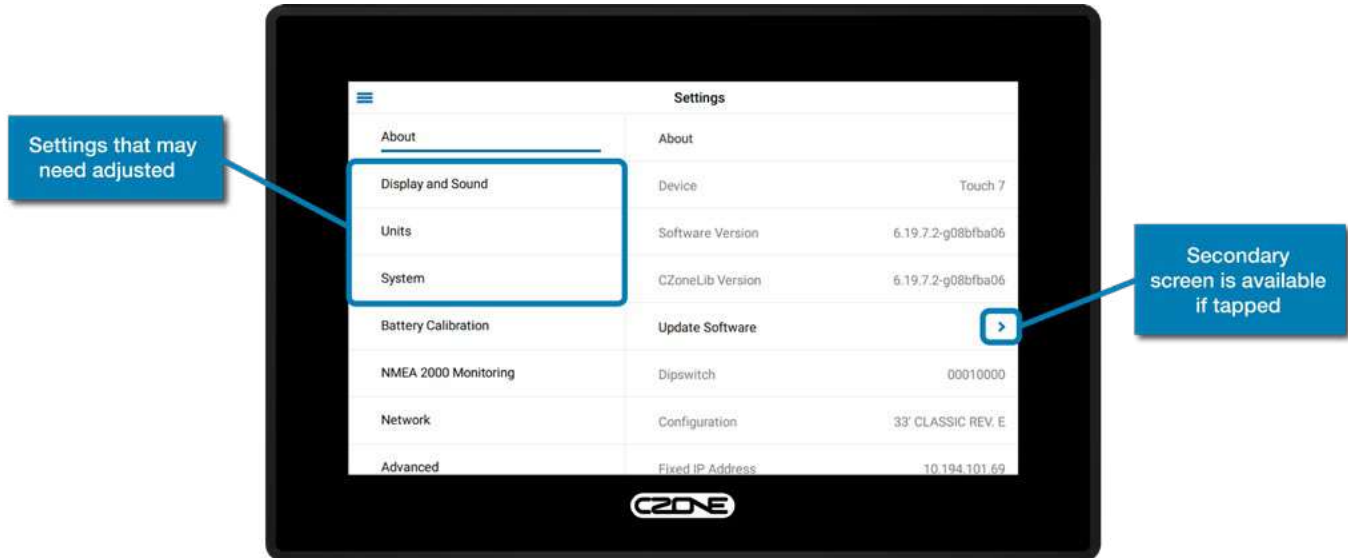 Settings
Settings that may
need adjusted
About
Display and Sound
Units
System
Battery Calibration
NMEA 2000 Monitoring
Network
Advanced
About
Device Touch 7
Software Version 6.19.7.2-g08bfba06
CZoneLib Version 6.19.7.2-g08bfba06
Update Software >
Dipswitch 00010000
Configuration 33' CLASSIC REV. E
Fixed IP Address 10.194.101.69
Secondary
screen is available
if tapped
CZONE